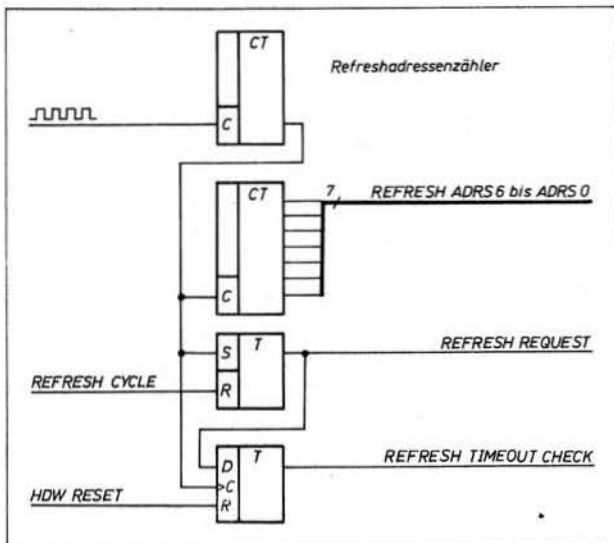 CT
Refreshadressenzähler
C
CT
7
REFRESH ADRS 6 bis ADRS 0
C
S
T
REFRESH REQUEST
REFRESH CYCLE
R
D
T
REFRESH TIMEOUT CHECK
>C
HDW RESET
R